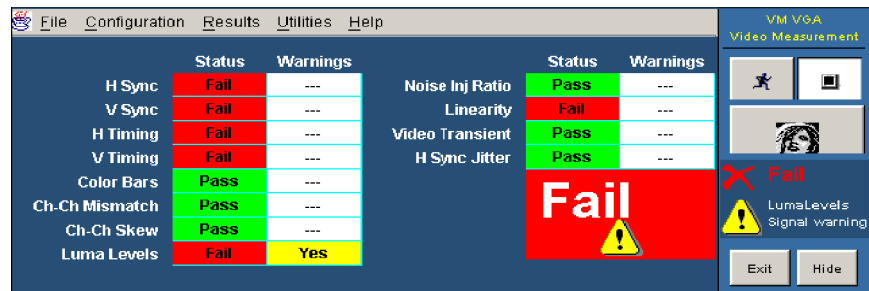 File Configuration Results Utilities Help
VM VGA
Video Measurement
Status Warnings Status Warnings
H Sync Fail --- Noise Inj Ratio Pass ---
V Sync Fail --- Linearity Fail ---
H Timing Fail --- Video Transient Pass ---
V Timing Fail --- H Sync Jitter Pass ---
Color Bars Pass ---
Ch-Ch Mismatch Pass ---
Ch-Ch Skew Pass ---
Luma Levels Fail Yes
Fail
Fail
LumaLevels
Signal warning
Exit Hide